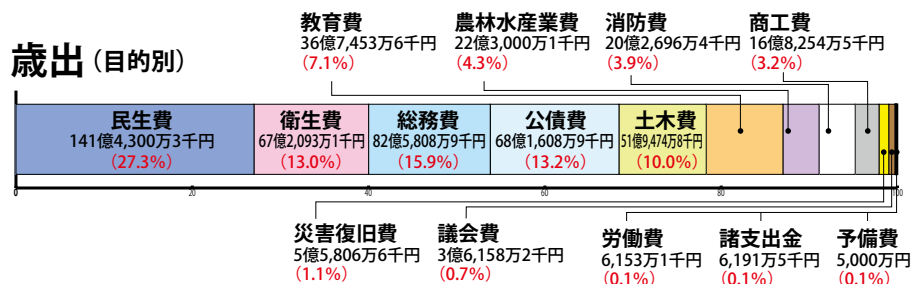 歳出(目的別)
教育費
36億7,453万6千円
(7.1%)
農林水産業費
22億3,000万1千円
(4.3%)
消防費
20億2,696万4千円
(3.9%)
商工費
16億8,254万5千円
(3.2%)
民生費
141億4,300万3千円
(27.3%)
衛生費
67億2,093万1千円
(13.0%)
総務費
82億5,808万9千円
(15.9%)
公債費
68億1,608万9千円
(13.2%)
土木費
51億9,474万8千円
(10.0%)
0 20 40 60 80 100
災害復旧費
5億5,806万6千円
(1.1%)
議会費
3億6,158万2千円
(0.7%)
労働費
6,153万1千円
(0.1%)
諸支出金
6,191万5千円
(0.1%)
予備費
5,000万円
(0.1%)